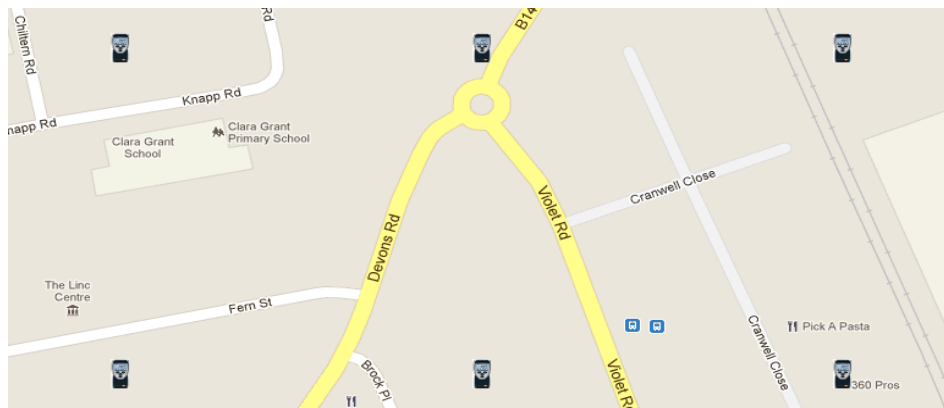 Chiltern Rd
Rd
B14
Knapp Rd
napp Rd
Clara Grant
Primary School
Clara Grant
School
Cranwell Close
Violet Rd
Devons Rd
The Linc
Centre
Fern St
Pick A Pasta
Cranwell Close
Brock Pl
Violet Rd
360 Pros